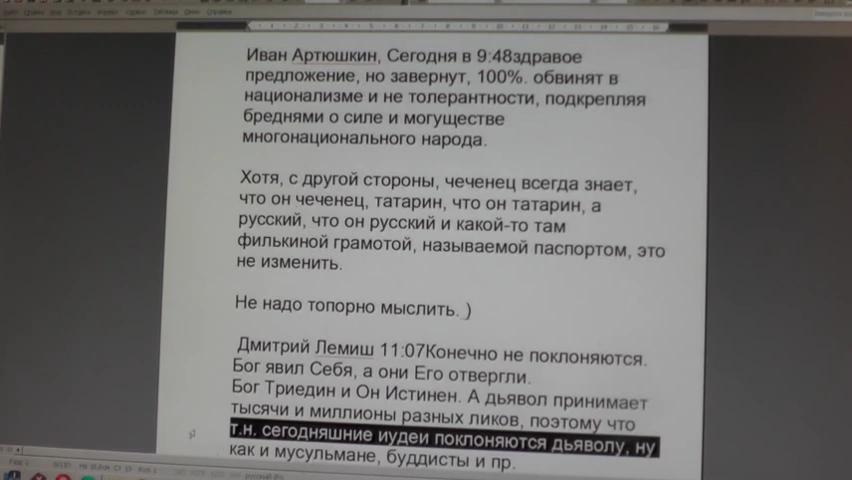 Иван Артюшкин, Сегодня в 9:48здравое
предложение, но завернут, 100%. обвинят в
национализме и не толерантности, подкрепляя
бреднями о силе и могуществе
многонационального народа.
Хотя, с другой стороны, чеченец всегда знает,
что он чеченец, татарин, что он татарин, а
русский, что он русский и какой-то там
филькиной грамотой, называемой паспортом, это
не изменить.
Не надо топорно мыслить. )
Дмитрий Лемиш 11:07Конечно не поклоняются.
Бог явил Себя, а они Его отвергли.
Бог Триедин и Он Истинен. А дьявол принимает
тысячи и миллионы разных ликов, поэтому что
т.н. сегодняшние иудеи поклоняются дьяволу, ну
как и мусульмане, буддисты и пр.